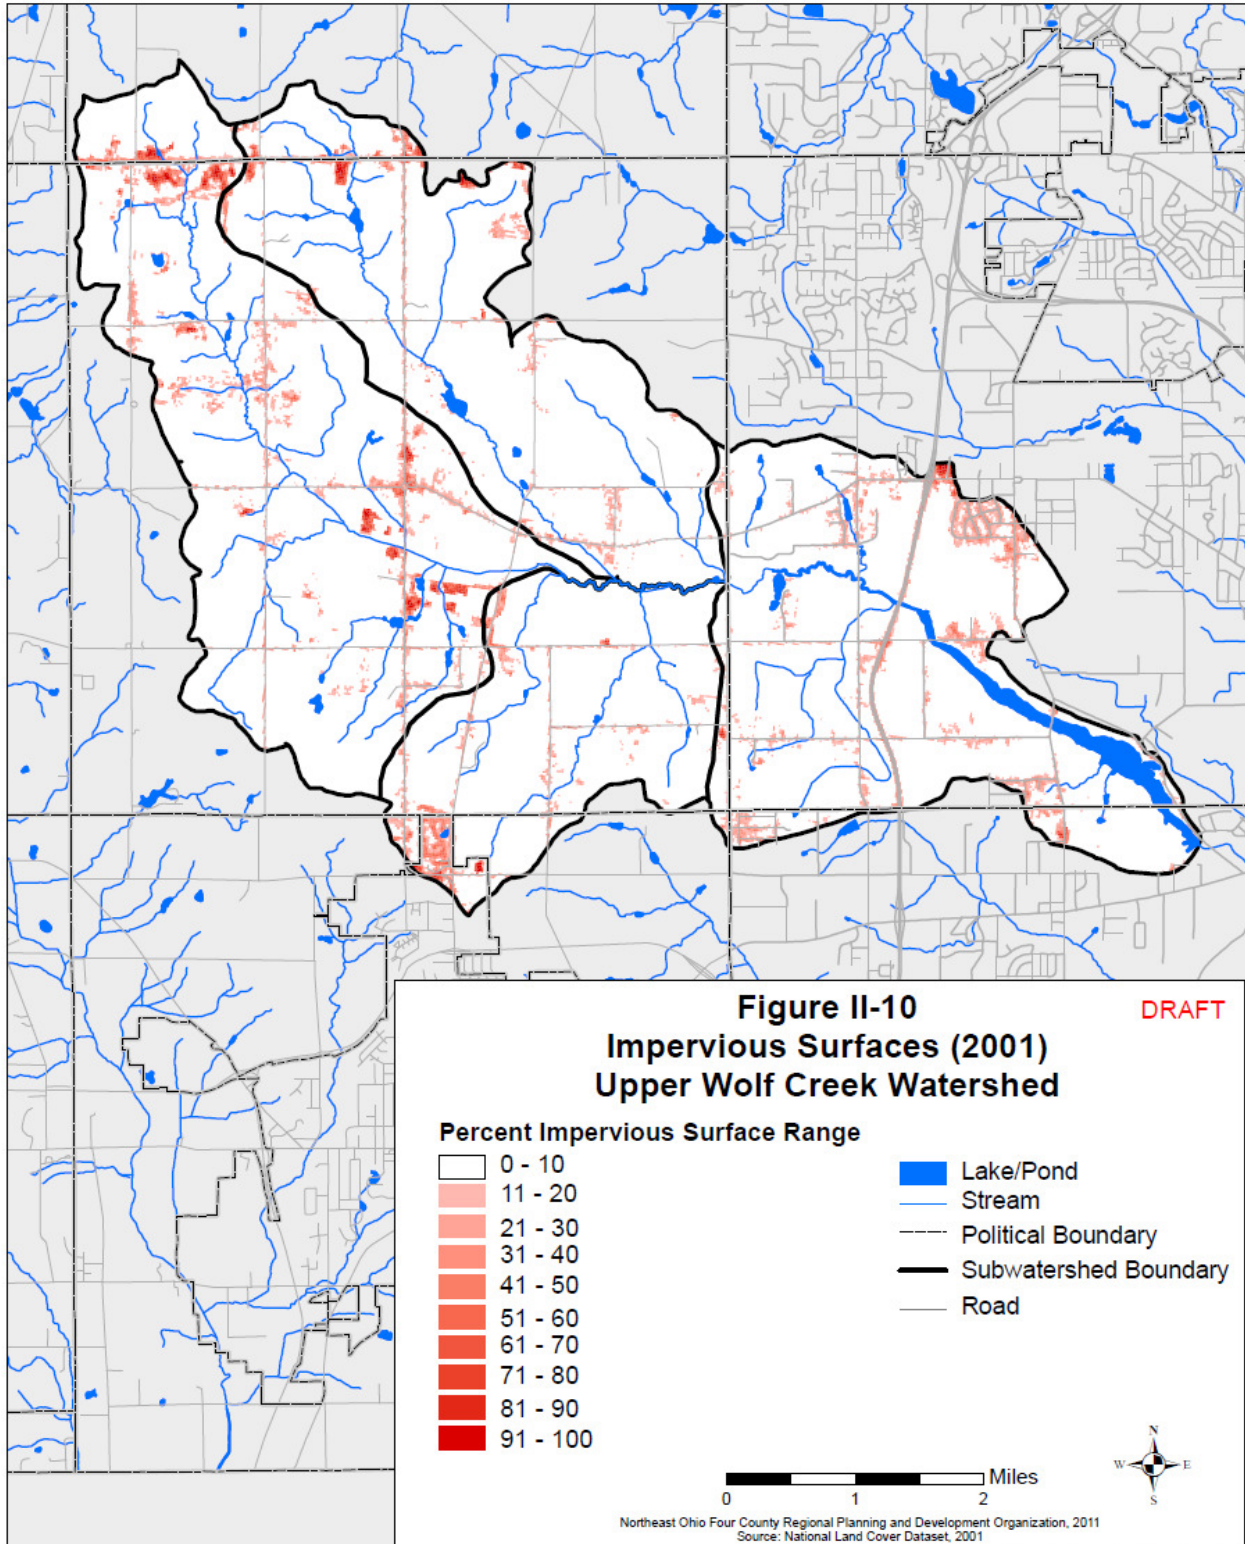 Figure II-10
DRAFT
Impervious Surfaces (2001)
Upper Wolf Creek Watershed
Percent Impervious Surface Range
0 - 10
11 - 20
21 - 30
31 - 40
41 - 50
51 - 60
61 - 70
71 - 80
81 - 90
91 - 100
Lake/Pond
Stream
Political Boundary
Subwatershed Boundary
Road
N
W E
S
Miles
0 1 2
Northeast Ohio Four County Regional Planning and Development Organization, 2011
Source: National Land Cover Dataset, 2001